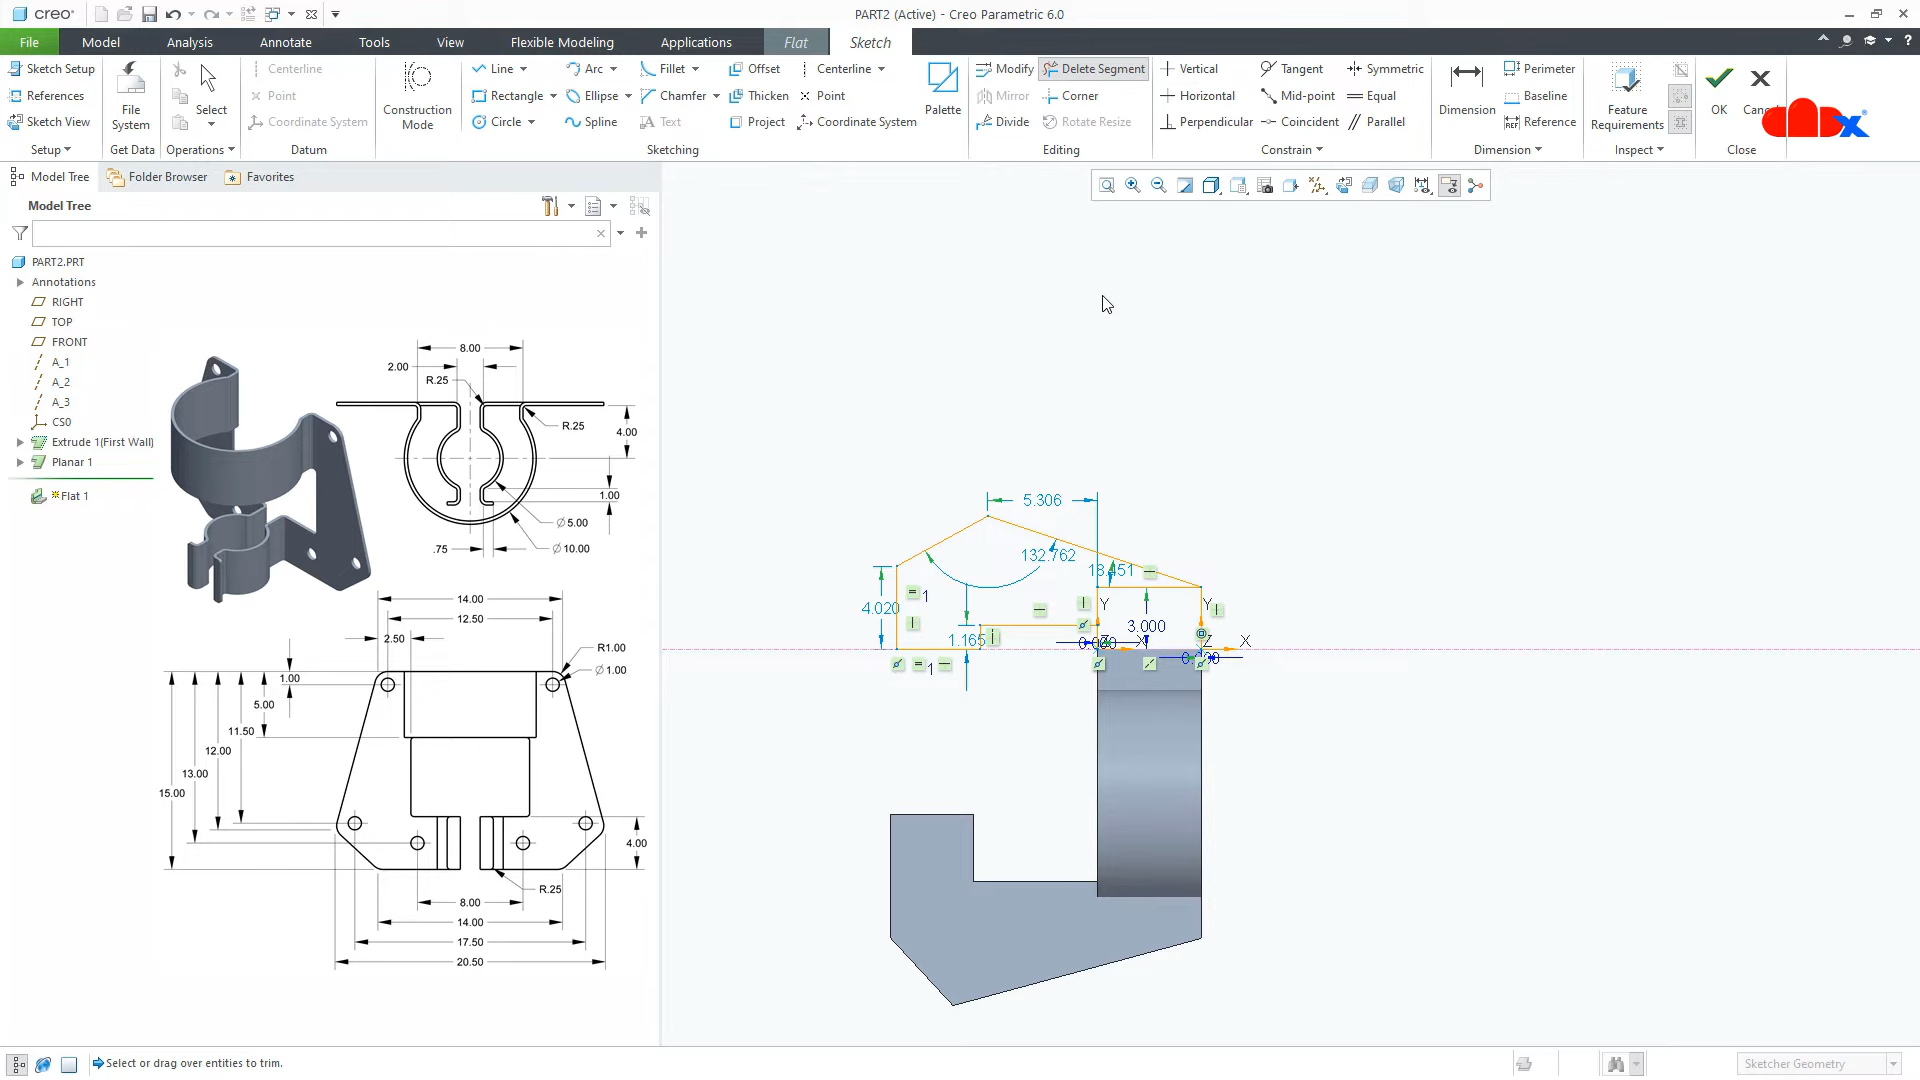 creo
PART2 (Active) - Creo Parametric 6.0
File
Model
Analysis
Annotate
Tools
View
Flexible Modeling
Applications
Flat
Sketch
Sketch Setup
References
Sketch View
Setup
File System
Get Data
Select
Operations
Centerline
Point
Coordinate System
Datum
Construction Mode
Line
Rectangle
Circle
Arc
Ellipse
Spline
Fillet
Chamfer
Text
Offset
Thicken
Project
Centerline
Point
Coordinate System
Palette
Sketching
Modify
Mirror
Divide
Delete Segment
Corner
Rotate Resize
Editing
Vertical
Horizontal
Perpendicular
Tangent
Mid-point
Coincident
Symmetric
Equal
Parallel
Constrain
Dimension
Perimeter
Baseline
Reference
Dimension
Feature Requirements
Inspect
OK
Close
Model Tree
Folder Browser
Favorites
Model Tree
PART2.PRT
Annotations
RIGHT
TOP
FRONT
A_1
A_2
A_3
CS0
Extrude 1(First Wall)
Planar 1
Flat 1
8.00
2.00
R.25
R.25
4.00
1.00
Ø 5.00
.75
Ø 10.00
14.00
12.50
2.50
R1.00
Ø 1.00
1.00
5.00
11.50
12.00
13.00
15.00
4.00
R.25
8.00
14.00
17.50
20.50
5.306
132.762
18.451
4.020
1
1.165
3.000
Y
Y
X
Z
X
1
Select or drag over entities to trim.
Sketcher Geometry